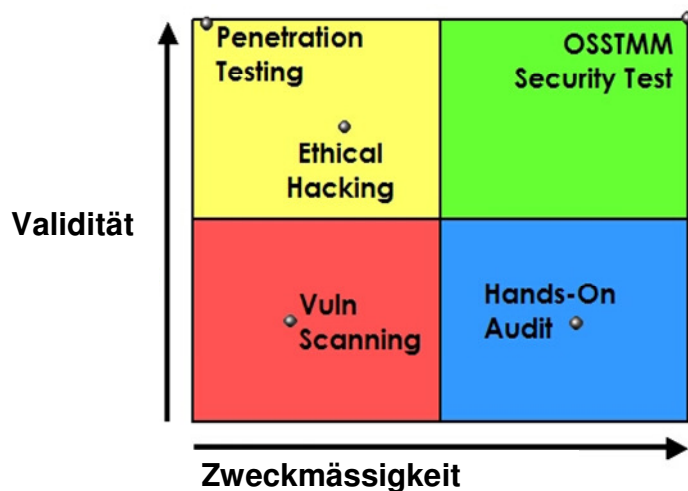 Penetration
Testing
OSSTMM
Security Test
Ethical
Hacking
Validität
Vuln
Scanning
Hands-On
Audit
Zweckmässigkeit